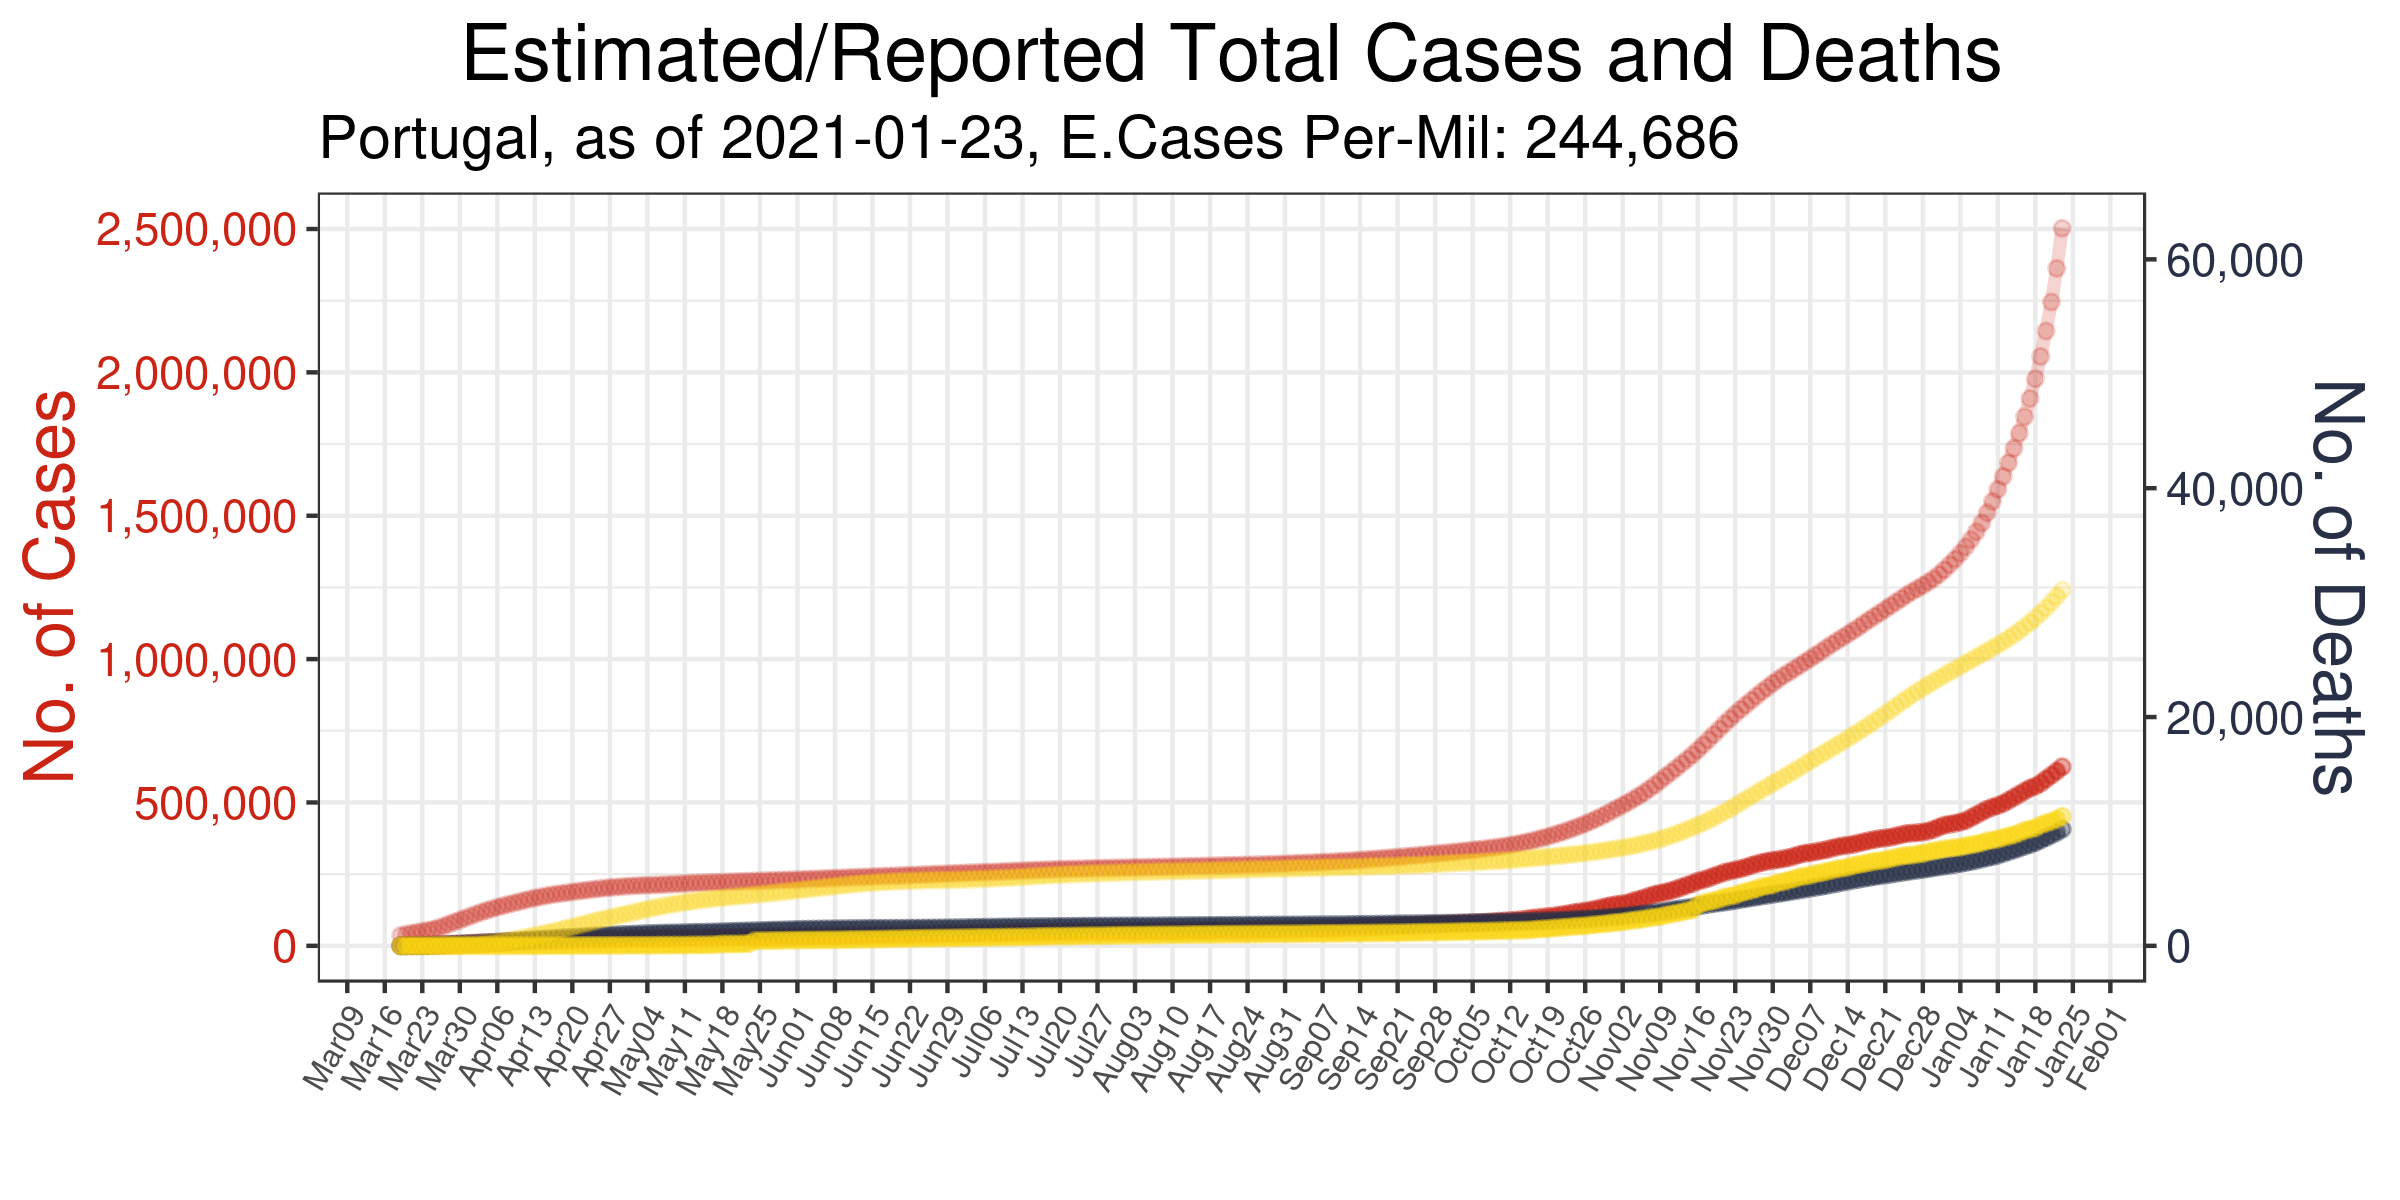 Estimated/Reported Total Cases and Deaths
Portugal, as of 2021-01-23, E.Cases Per-Mil: 244,686
No. of Cases
2,500,000
2,000,000
1,500,000
1,000,000
500,000
0
60,000
40,000
20,000
0
No. of Deaths
Mar09
Mar16
Mar23
Mar30
Apr06
Apr13
Apr20
Apr27
May04
May11
May18
May25
Jun01
Jun08
Jun15
Jun22
Jun29
Jul06
Jul13
Jul20
Jul27
Aug03
Aug10
Aug17
Aug24
Aug31
Sep07
Sep14
Sep21
Sep28
Oct05
Oct12
Oct19
Oct26
Nov02
Nov09
Nov16
Nov23
Nov30
Dec07
Dec14
Dec21
Dec28
Jan04
Jan11
Jan18
Jan25
Feb01